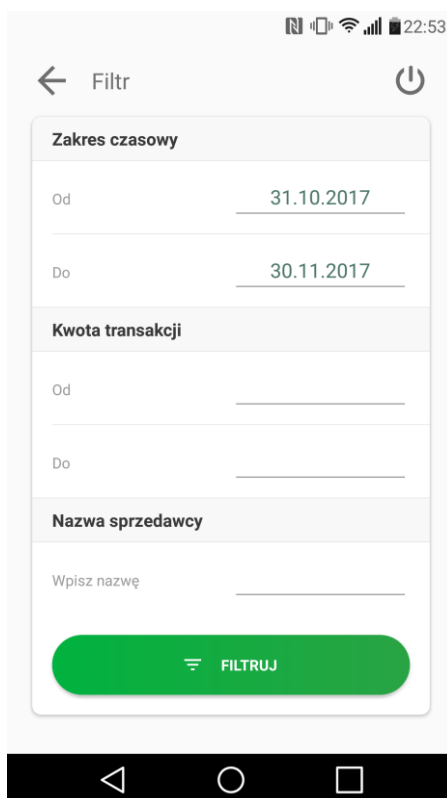 22:53
Filtr
Zakres czasowy
Od 31.10.2017
Do 30.11.2017
Kwota transakcji
Od
Do
Nazwa sprzedawcy
Wpisz nazwę
FILTRUJ